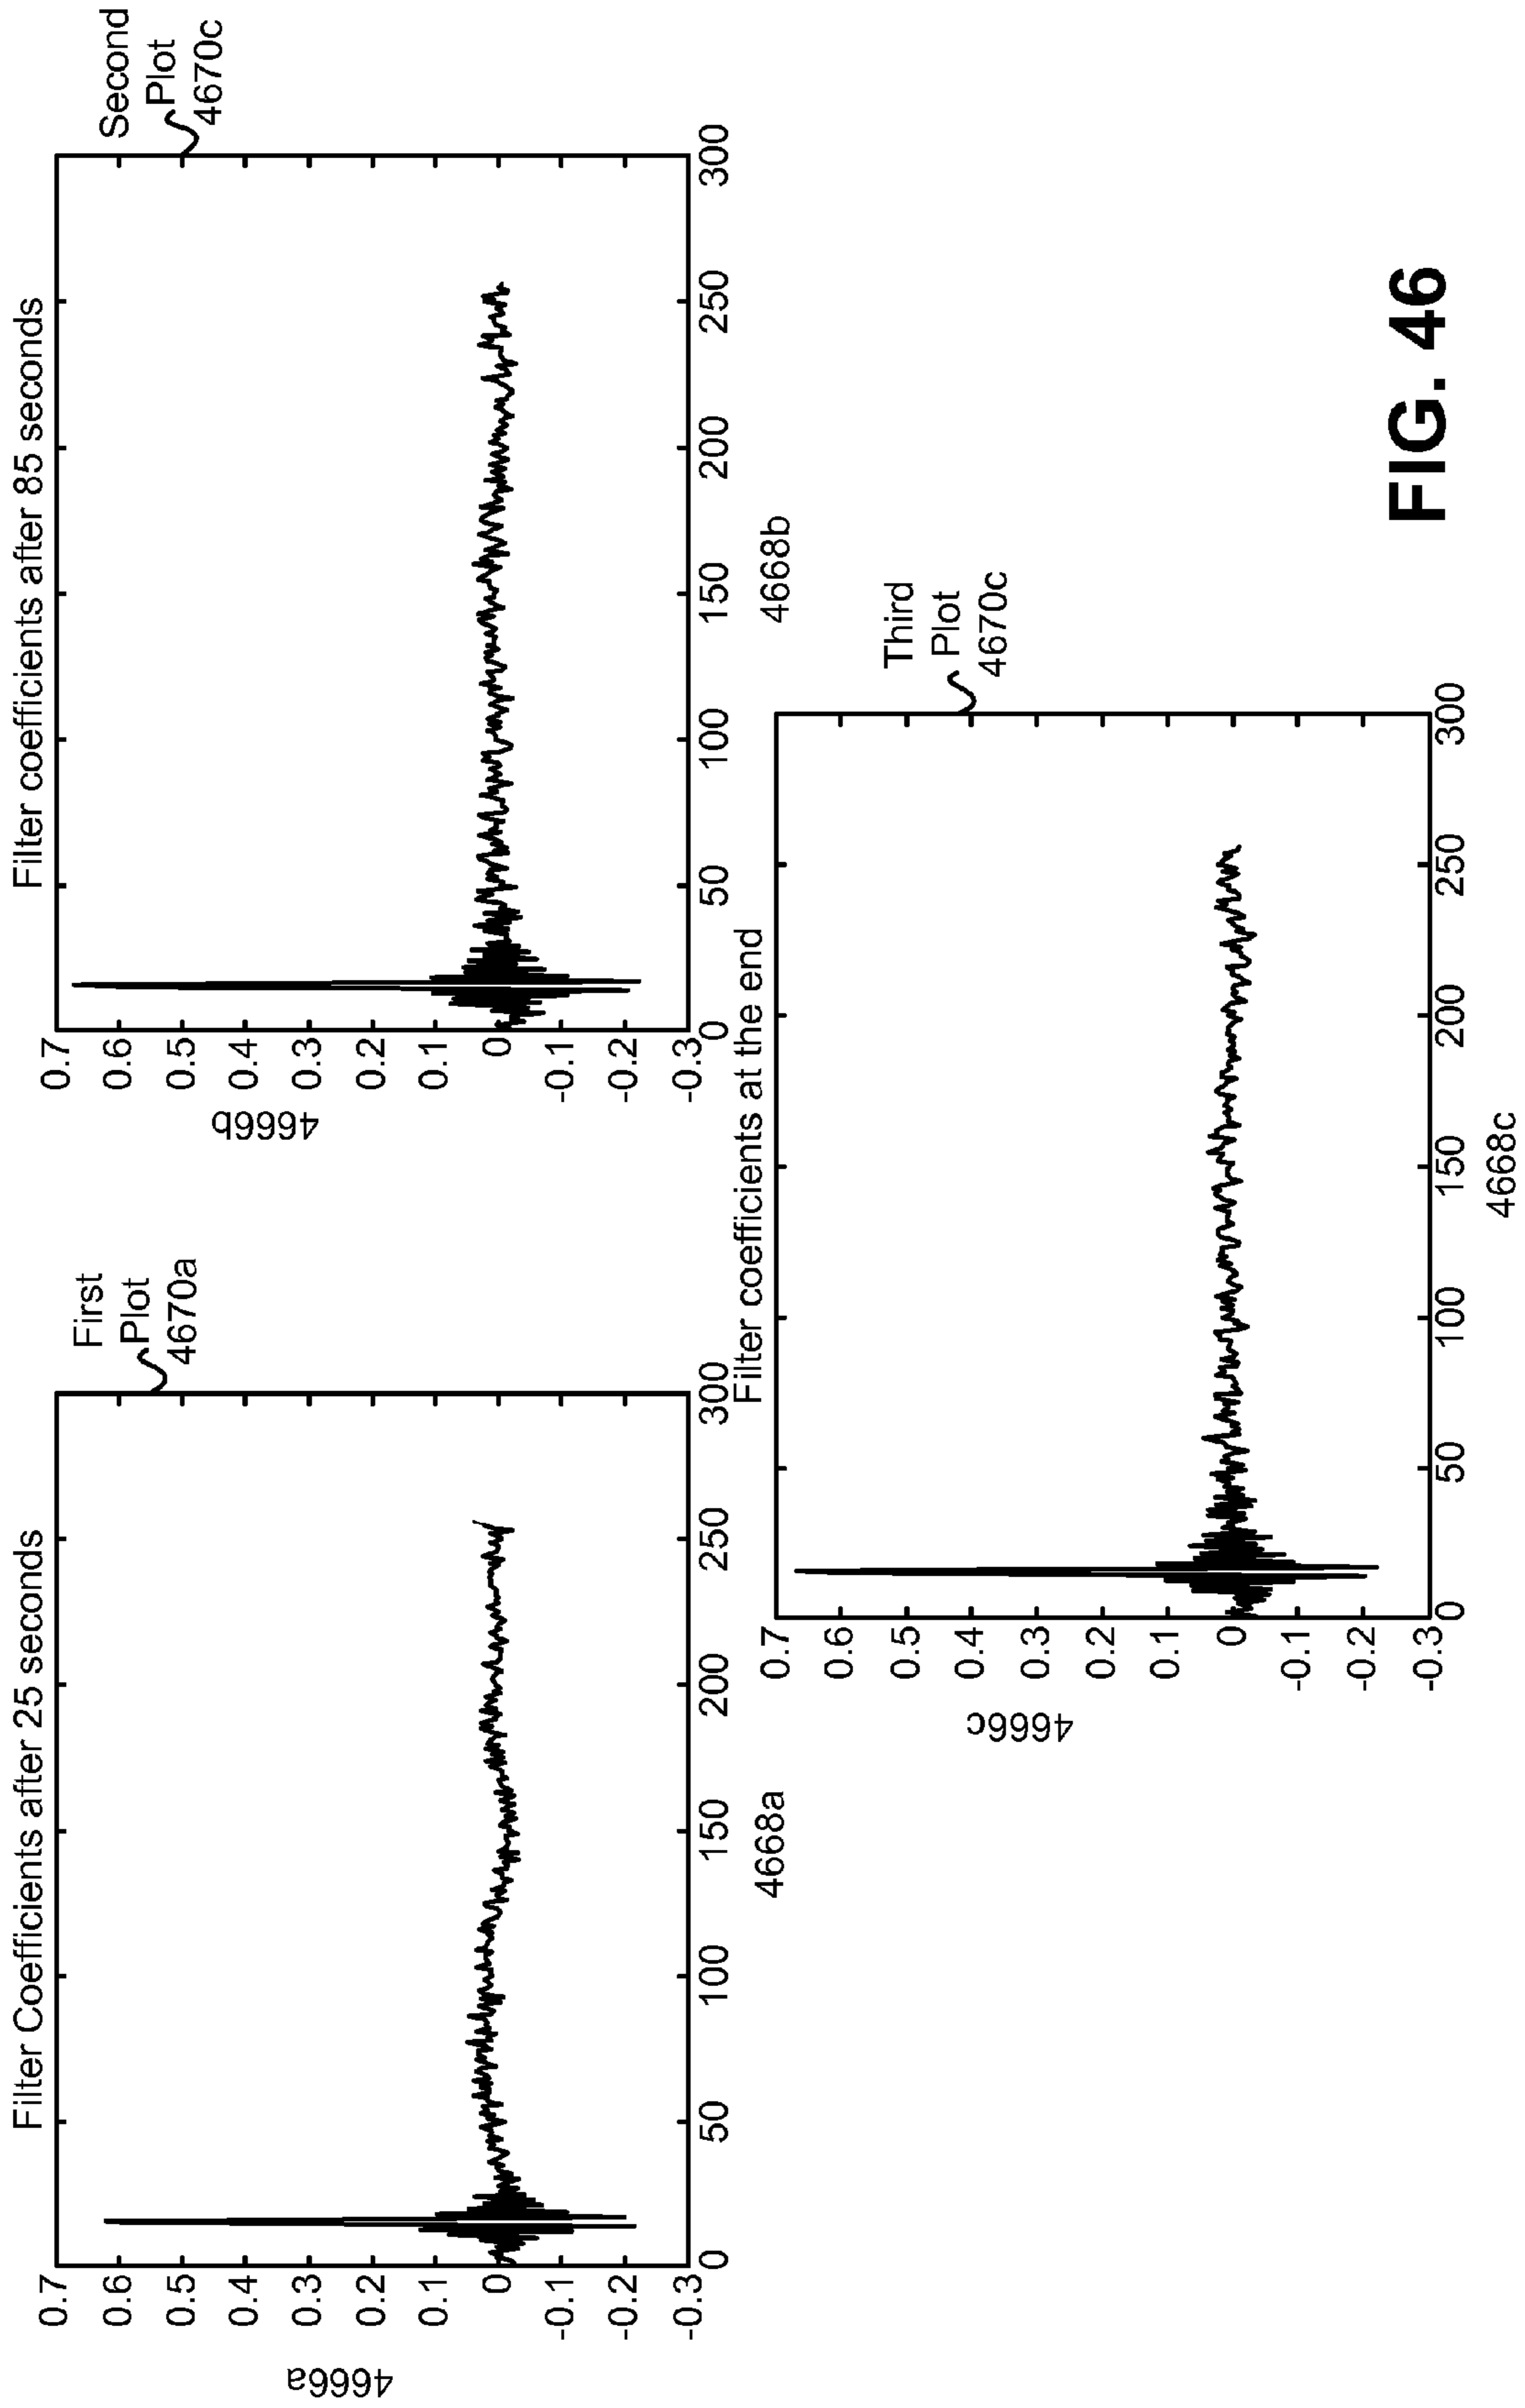 Filter Coefficients after 25 seconds
First
Plot
4670a
0.7
0.6
0.5
0.4
0.3
0.2
0.1
0
-0.1
-0.2
-0.3
4666a
0 50 100 150 200 250 300
4668a
Filter coefficients after 85 seconds
Second
Plot
4670c
0.7
0.6
0.5
0.4
0.3
0.2
0.1
0
-0.1
-0.2
-0.3
4666b
0 50 100 150 200 250 300
4668b
Filter coefficients at the end
Third
Plot
4670c
0.7
0.6
0.5
0.4
0.3
0.2
0.1
0
-0.1
-0.2
-0.3
4666c
0 50 100 150 200 250 300
4668c
FIG. 46